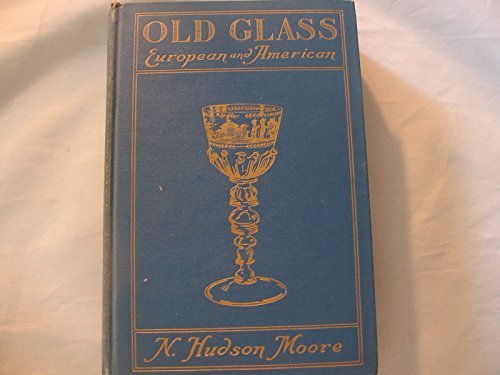 OLD GLASS
European and American
N. Hudson Moore